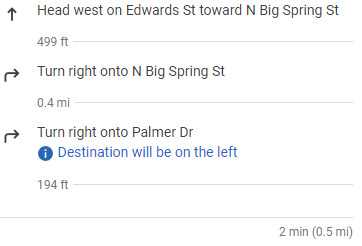 Head west on Edwards St toward N Big Spring St
499 ft
Turn right onto N Big Spring St
0.4 mi
Turn right onto Palmer Dr
Destination will be on the left
194 ft
2 min (0.5 mi)